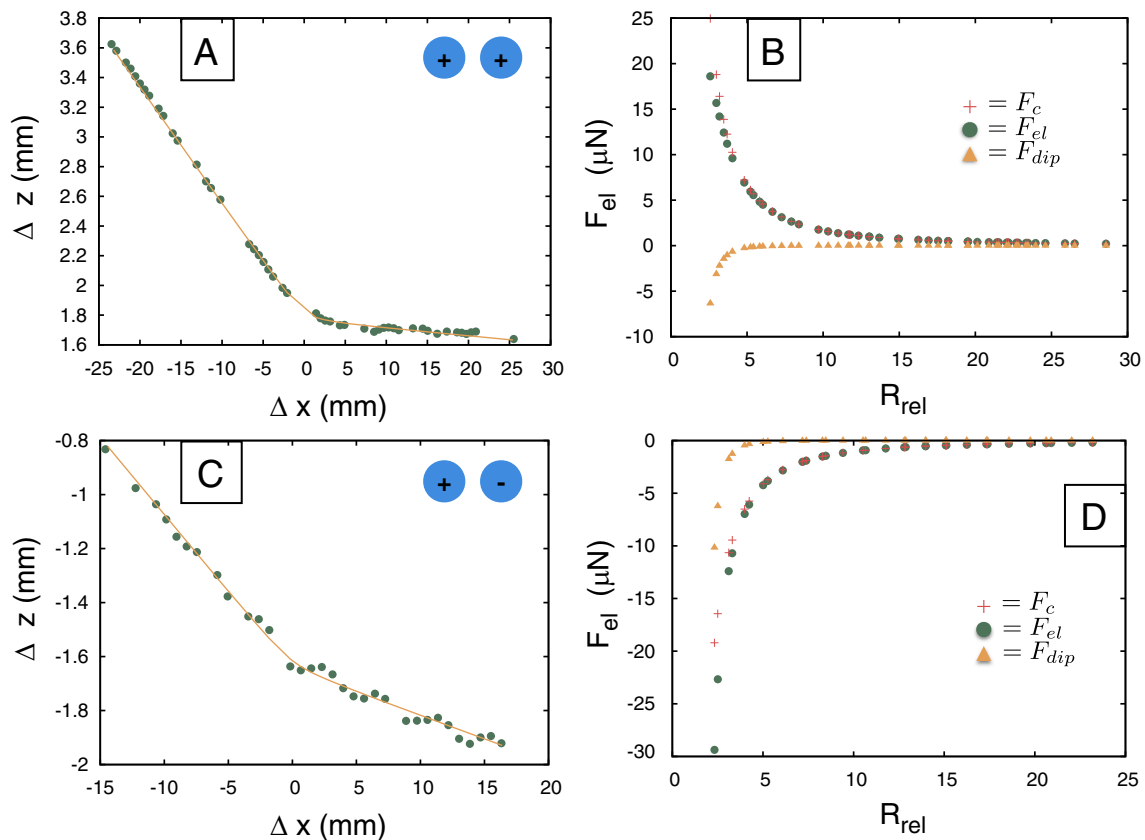 A
+ +
3.8
3.6
3.4
3.2
3
2.8
2.6
2.4
2.2
2
1.8
1.6
Δ z (mm)
-25 -20 -15 -10 -5 0 5 10 15 20 25 30
Δ x (mm)
B
25
20
15
10
5
0
-5
-10
F_el (μN)
+ = F_c
= F_el
= F_dip
0 5 10 15 20 25 30
R_rel
C
+ -
-0.8
-1
-1.2
-1.4
-1.6
-1.8
-2
Δ z (mm)
-15 -10 -5 0 5 10 15 20
Δ x (mm)
D
0
-5
-10
-15
-20
-25
-30
F_el (μN)
+ = F_c
= F_el
= F_dip
0 5 10 15 20 25
R_rel